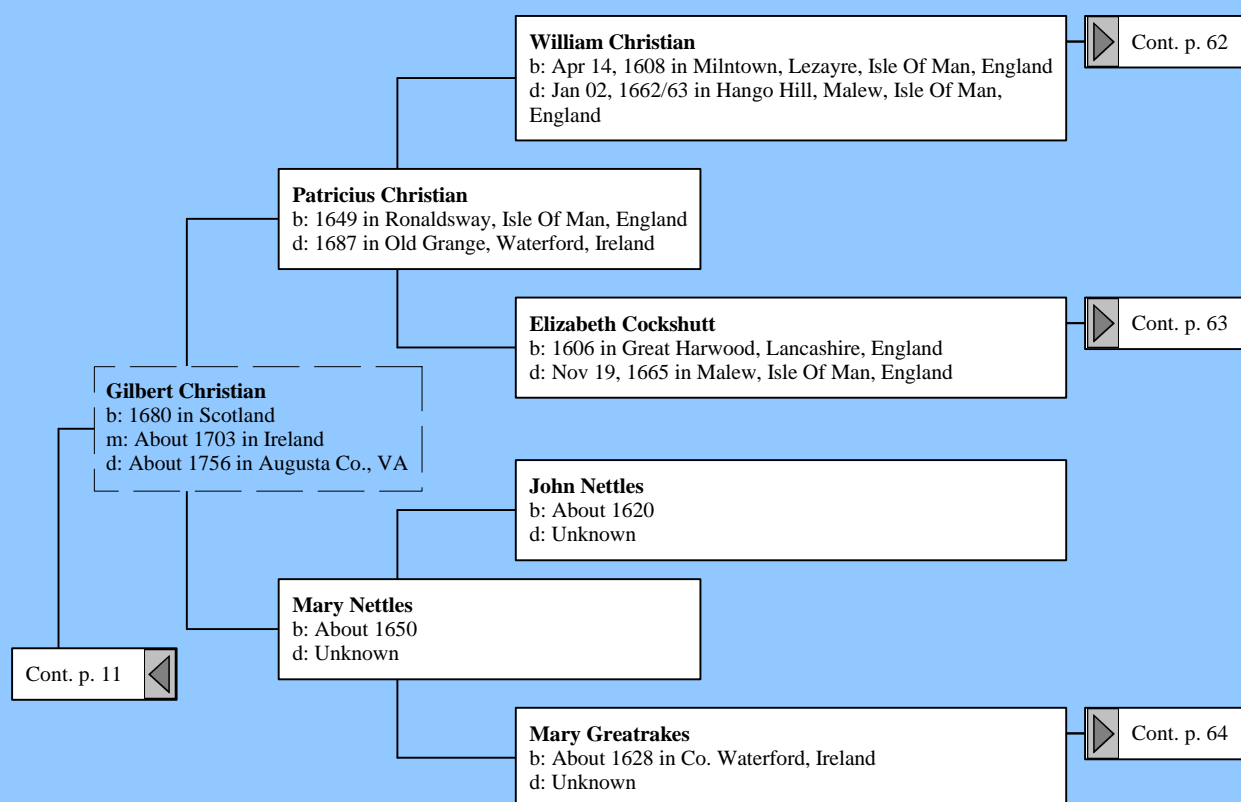 William Christian
b: Apr 14, 1608 in Milntown, Lezayre, Isle Of Man, England
d: Jan 02, 1662/63 in Hango Hill, Malew, Isle Of Man,
England
Cont. p. 62
Patricius Christian
b: 1649 in Ronaldsway, Isle Of Man, England
d: 1687 in Old Grange, Waterford, Ireland
Elizabeth Cockshutt
b: 1606 in Great Harwood, Lancashire, England
d: Nov 19, 1665 in Malew, Isle Of Man, England
Cont. p. 63
Gilbert Christian
b: 1680 in Scotland
m: About 1703 in Ireland
d: About 1756 in Augusta Co., VA
John Nettles
b: About 1620
d: Unknown
Mary Nettles
b: About 1650
d: Unknown
Cont. p. 11
Mary Greatrakes
b: About 1628 in Co. Waterford, Ireland
d: Unknown
Cont. p. 64